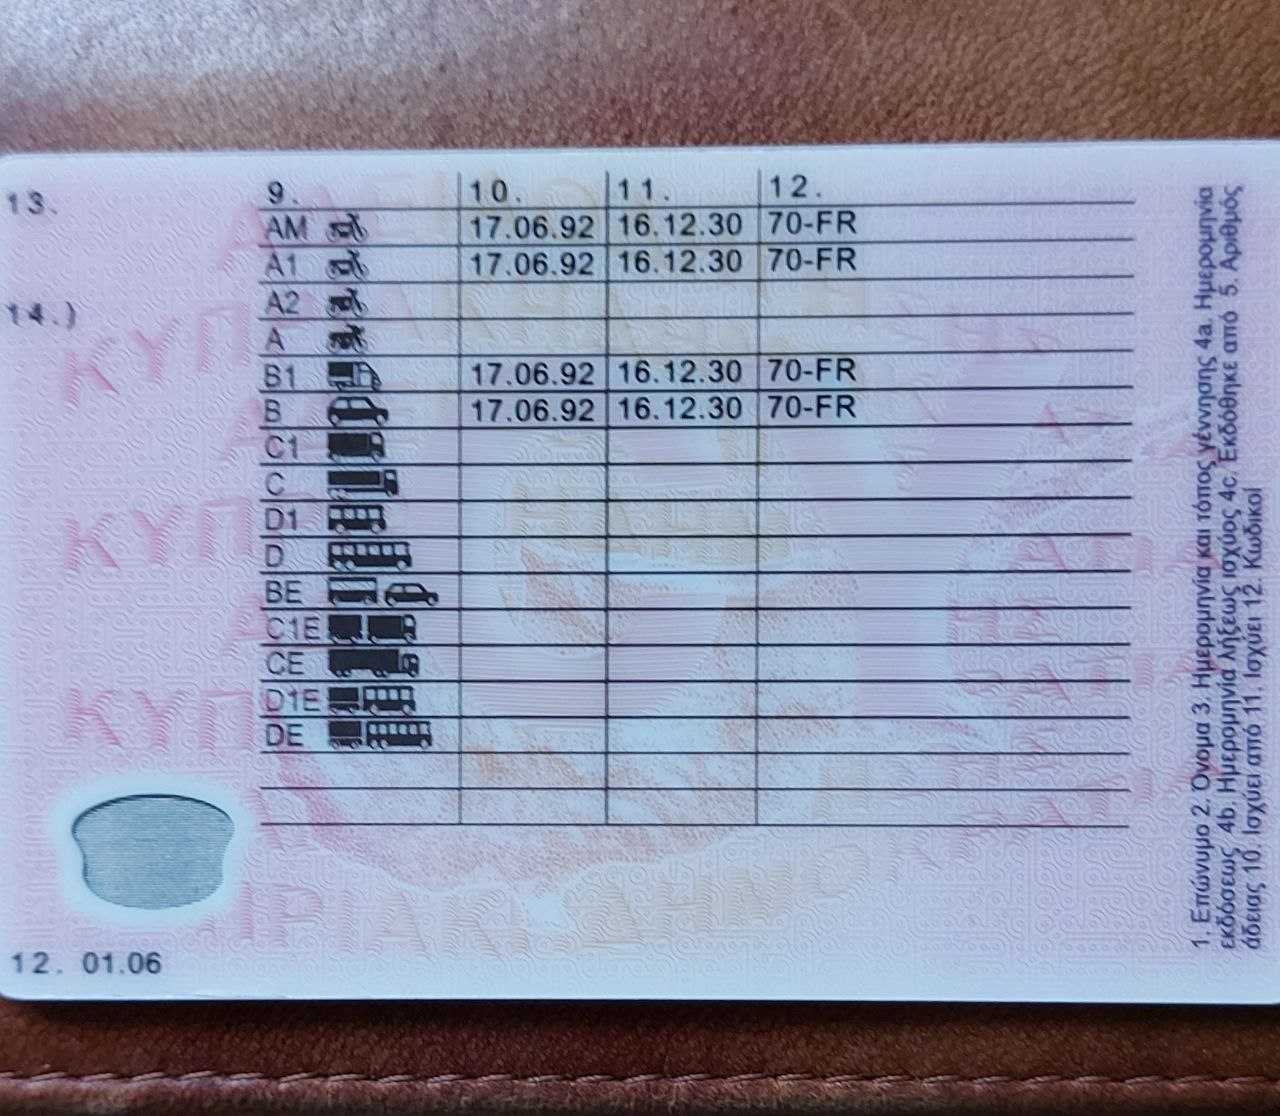 13.
14.)
9. 10. 11. 12.
AM 17.06.92 16.12.30 70-FR
A1 17.06.92 16.12.30 70-FR
A2
A
B1 17.06.92 16.12.30 70-FR
B 17.06.92 16.12.30 70-FR
C1
C
D1
D
BE
C1E
CE
D1E
DE
12. 01.06
1. Επώνυμο 2. Όνομα 3. Ημερομηνία και τόπος γέννησης 4a. Ημερομηνία
εκδόσεως 4b. Ημερομηνία λήξεως ισχύος 4c. Εκδόθηκε από 5. Αριθμός
άδειας 10. Ισχύει από 11. Ισχύει 12. Κωδικοί